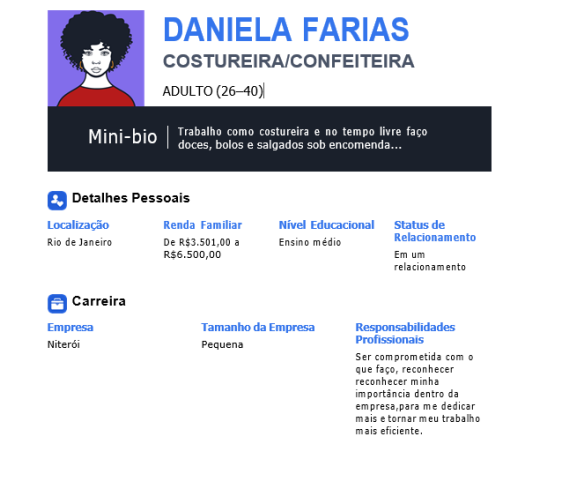 DANIELA FARIAS
COSTUREIRA/CONFEITEIRA
ADULTO (26–40)
Mini-bio
Trabalho como costureira e no tempo livre faço
doces, bolos e salgados sob encomenda...
Detalhes Pessoais
Localização
Rio de Janeiro
Renda Familiar
De R$3.501,00 a
R$6.500,00
Nível Educacional
Ensino médio
Status de
Relacionamento
Em um
relacionamento
Carreira
Empresa
Niterói
Tamanho da Empresa
Pequena
Responsabilidades
Profissionais
Ser comprometida com o
que faço, reconhecer
reconhecer minha
importância dentro da
empresa,para me dedicar
mais e tornar meu trabalho
mais eficiente.